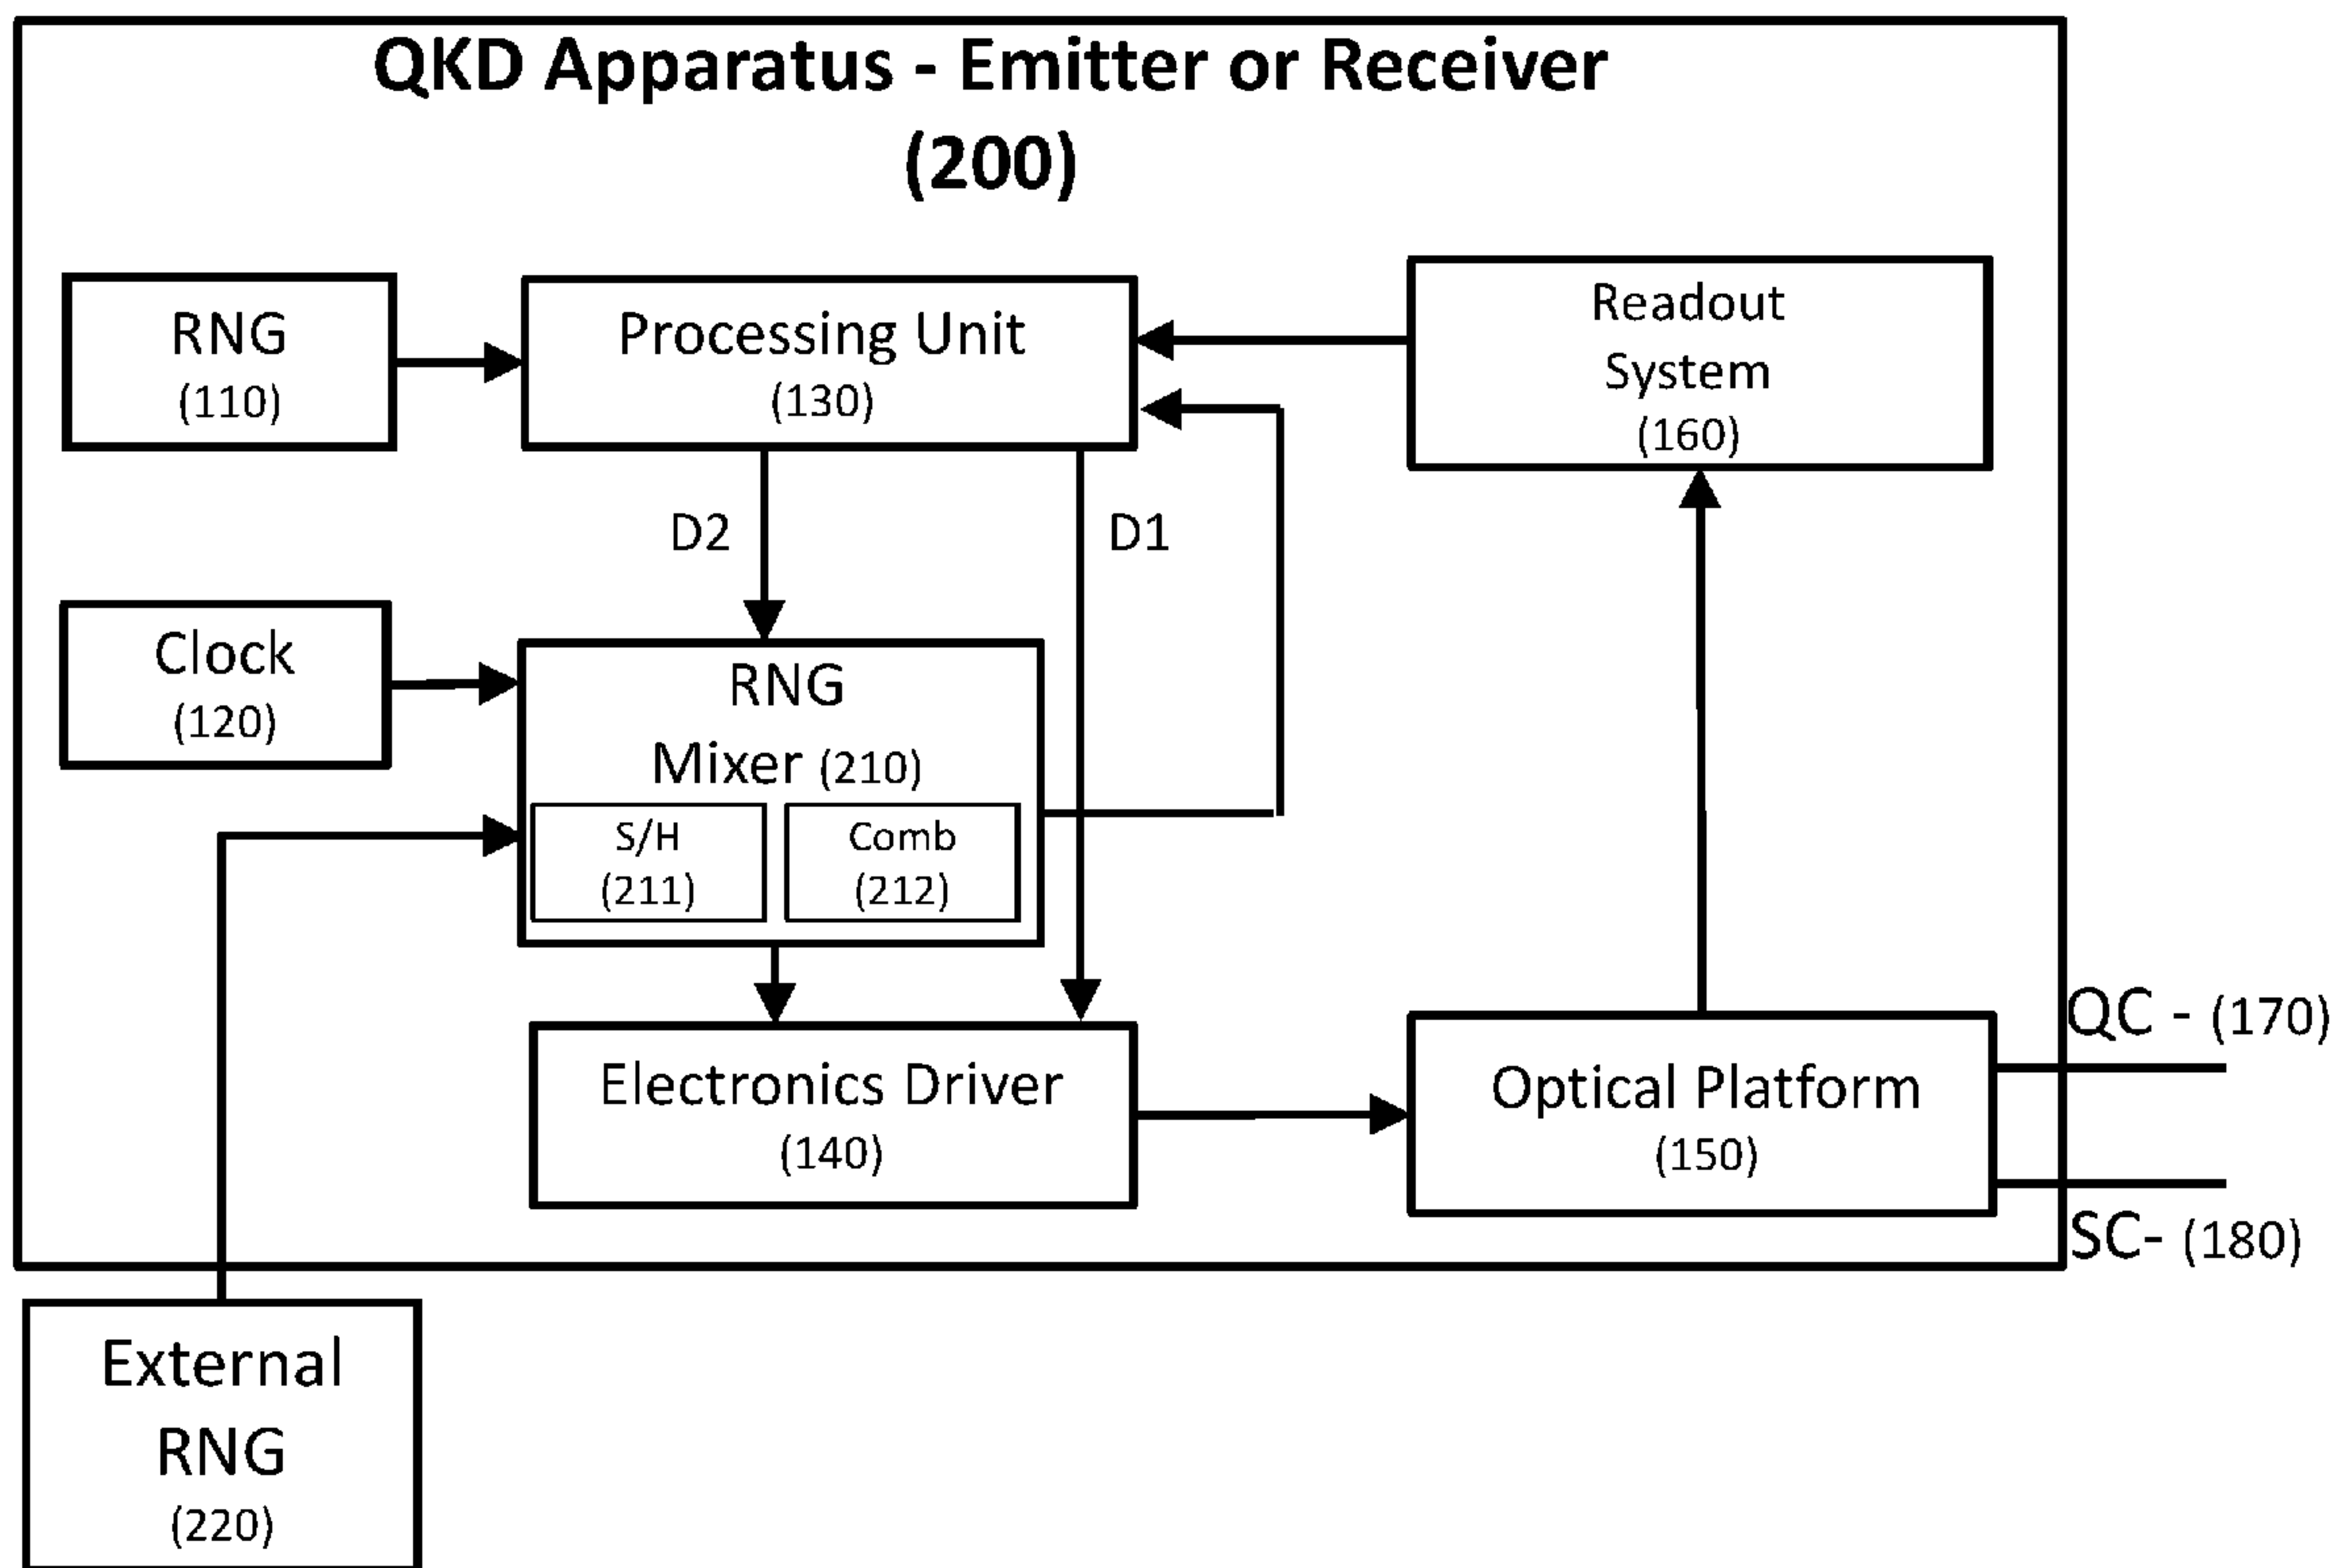 QKD Apparatus - Emitter or Receiver
(200)
RNG
(110)
Processing Unit
(130)
Readout
System
(160)
D2
D1
Clock
(120)
RNG
Mixer (210)
S/H
(211)
Comb
(212)
Electronics Driver
(140)
Optical Platform
(150)
QC - (170)
SC- (180)
External
RNG
(220)